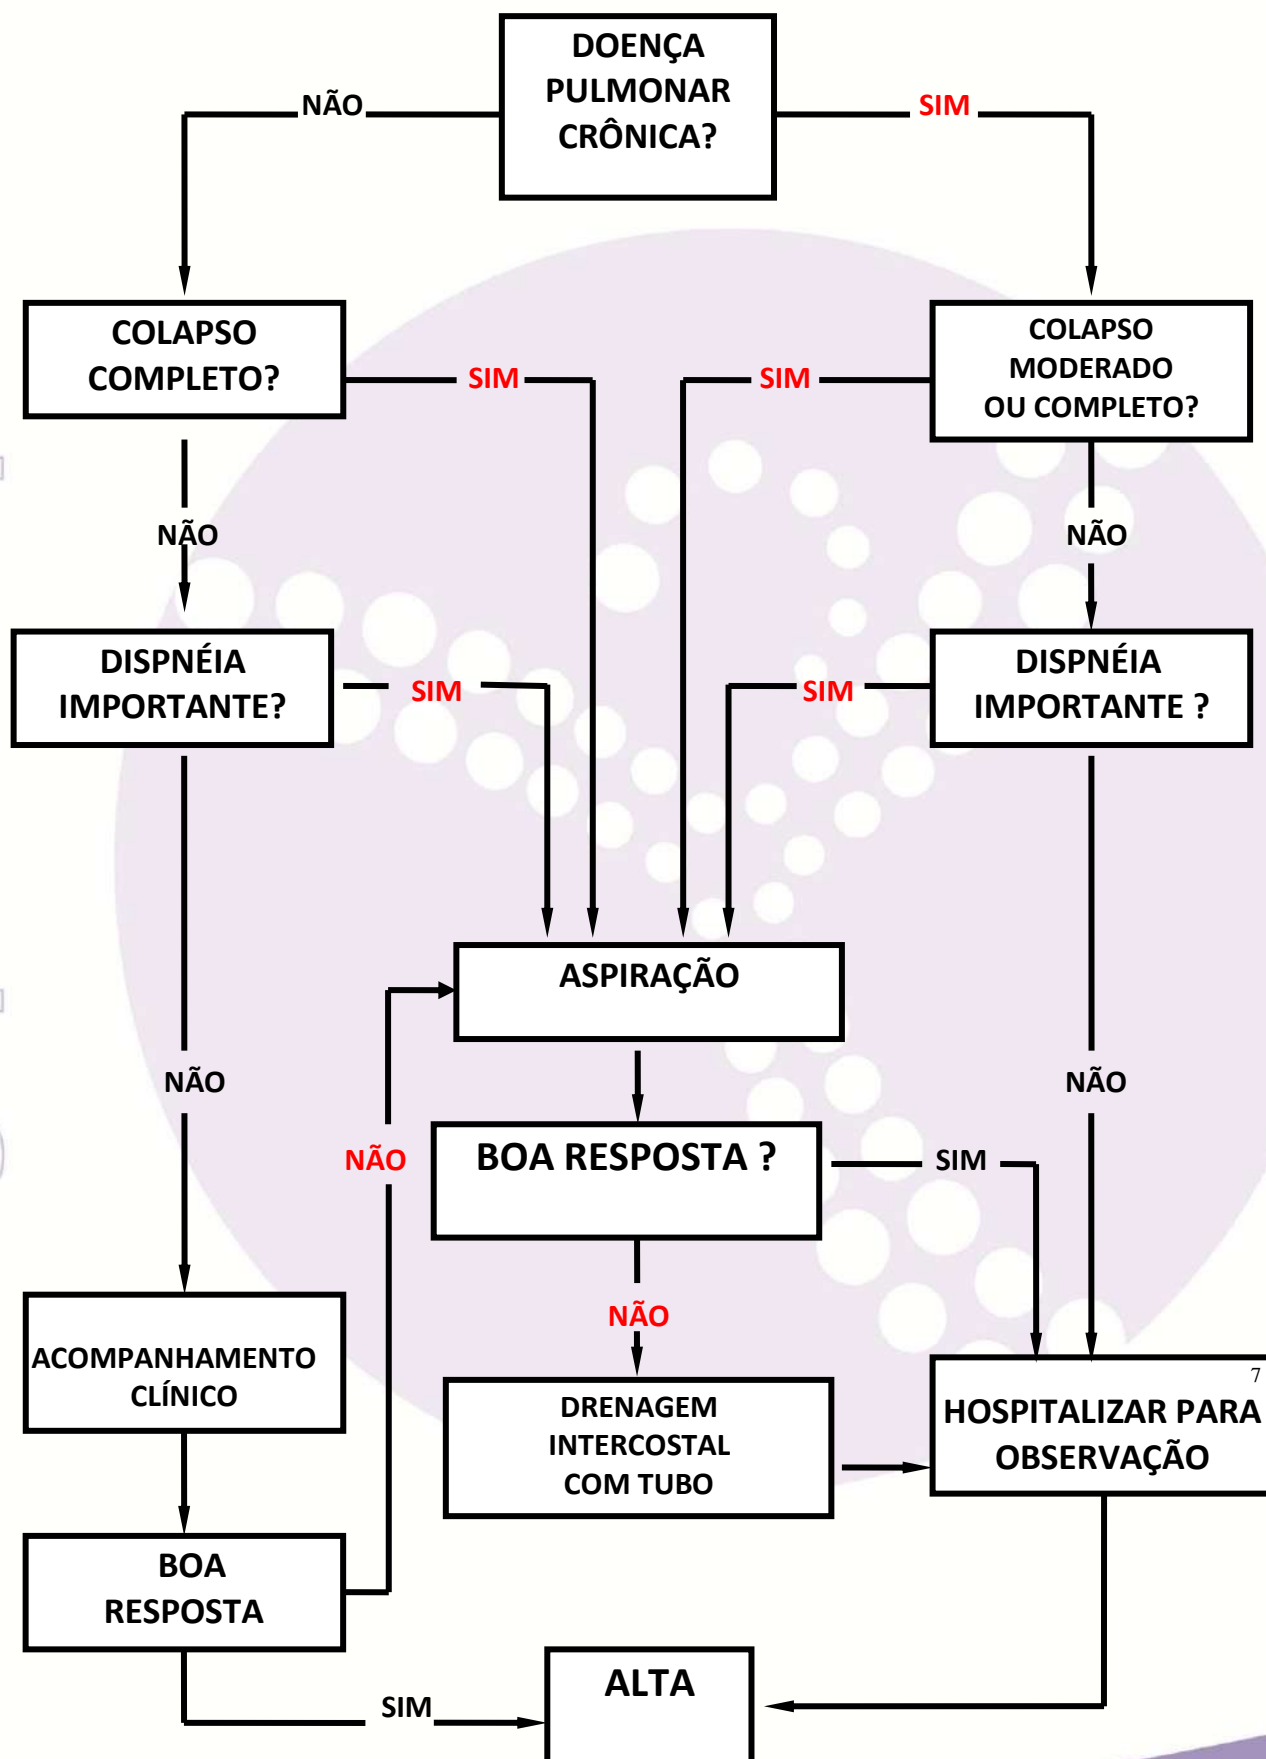 DOENÇA
PULMONAR
CRÔNICA?
NÃO
SIM
COLAPSO
COMPLETO?
SIM
SIM
COLAPSO
MODERADO
OU COMPLETO?
NÃO
NÃO
DISPNÉIA
IMPORTANTE?
SIM
SIM
DISPNÉIA
IMPORTANTE ?
ASPIRAÇÃO
NÃO
NÃO
NÃO
BOA RESPOSTA ?
SIM
NÃO
ACOMPANHAMENTO
CLÍNICO
DRENAGEM
INTERCOSTAL
COM TUBO
7
HOSPITALIZAR PARA
OBSERVAÇÃO
BOA
RESPOSTA
SIM
ALTA